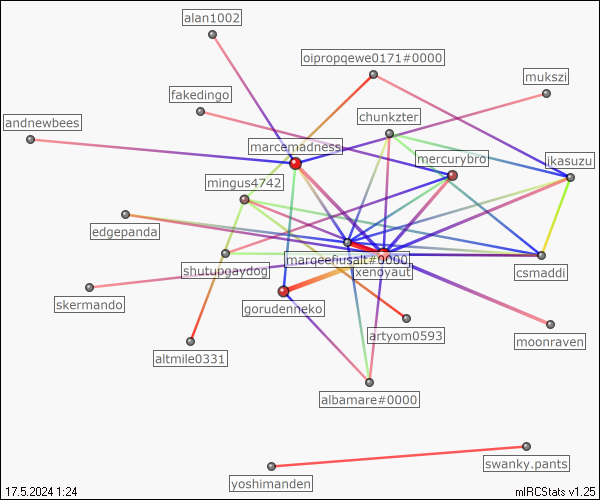 alan1002
oipropqewe0171#0000
mukszi
fakedingo
chunkzter
andnewbees
marcemadness
mercurybro
ikasuzu
mingus4742
edgepanda
marqeefiusalt#0000
shutupgaydog
xenoyaut
csmaddi
skermando
gorudenneko
artyom0593
moonraven
altmile0331
albamare#0000
swanky.pants
yoshimanden
17.5.2024 1:24
mIRCStats v1.25